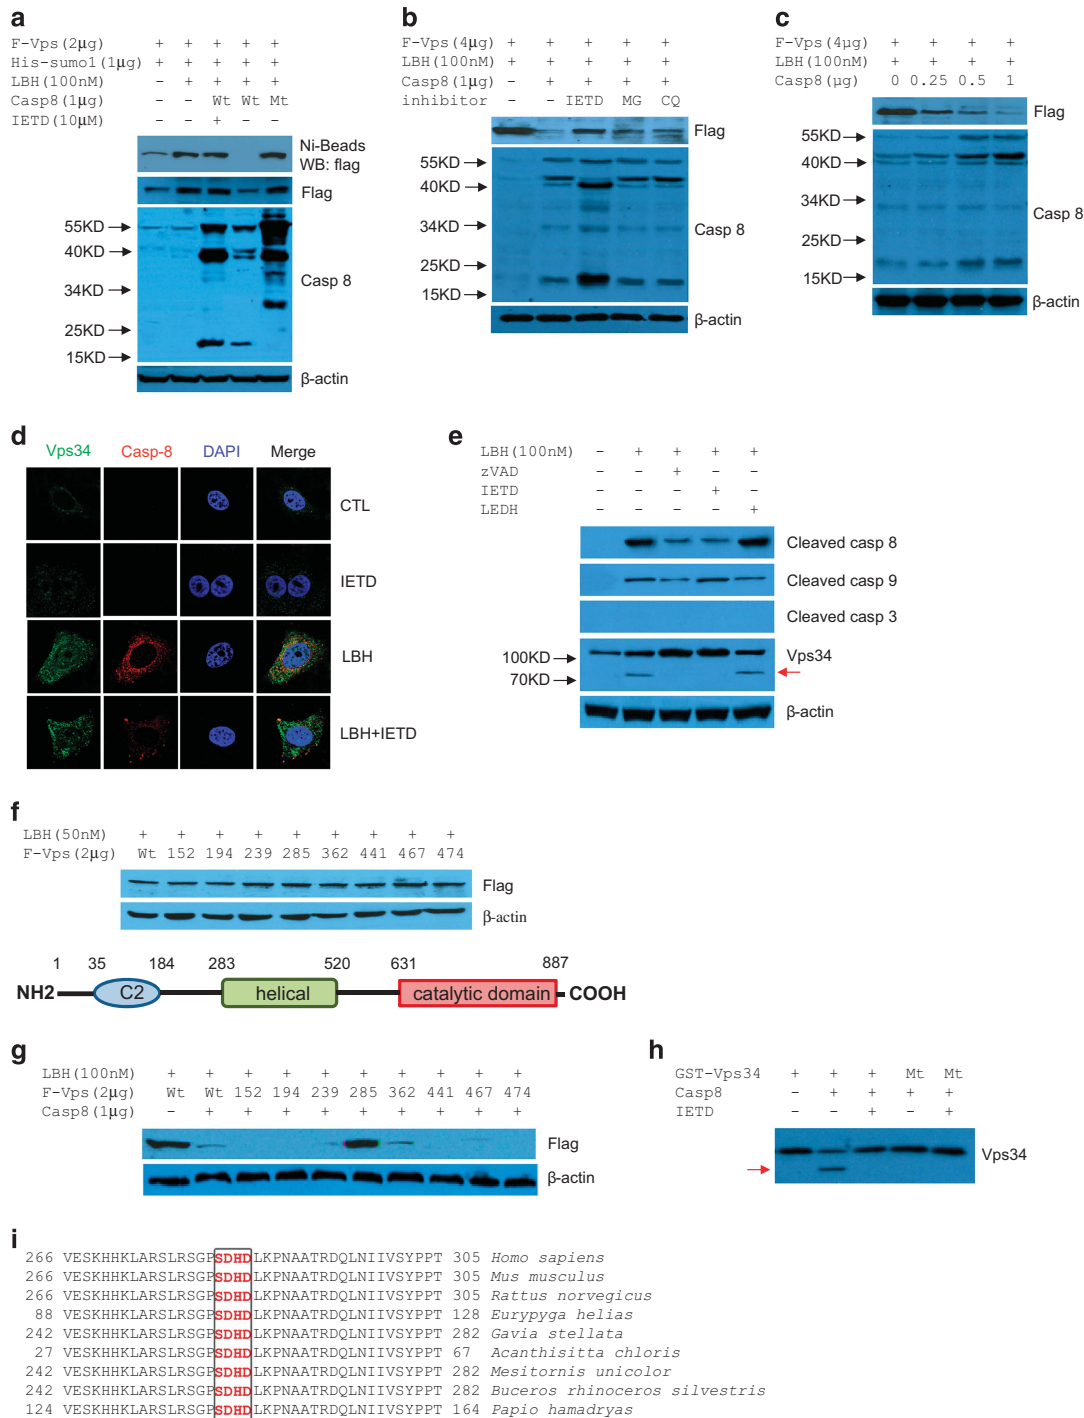 a
F-Vps(2μg) + + + + +
His-sumo1(1μg) + + + + +
LBH(100nM) – + + + +
Casp8(1μg) – – Wt Wt Mt
IETD(10μM) – – + – –
Ni-Beads
WB: flag
Flag
55KD
40KD
34KD
25KD
15KD
Casp 8
β-actin
b
F-Vps(4μg) + + + + +
LBH(100nM) + + + + +
Casp8(1μg) – + + + +
inhibitor – – IETD MG CQ
Flag
55KD
40KD
34KD
25KD
15KD
Casp 8
β-actin
c
F-Vps(4μg) + + + +
LBH(100nM) + + + +
Casp8(μg) 0 0.25 0.5 1
Flag
55KD
40KD
34KD
25KD
15KD
Casp 8
β-actin
d
Vps34 Casp-8 DAPI Merge
CTL
IETD
LBH
LBH+IETD
e
LBH(100nM) – + + + +
zVAD – – + – –
IETD – – – + –
LEDH – – – – +
Cleaved casp 8
Cleaved casp 9
Cleaved casp 3
100KD
70KD
Vps34
β-actin
f
LBH(50nM) + + + + + + + + +
F-Vps(2μg) Wt 152 194 239 285 362 441 467 474
Flag
β-actin
1 35 184 283 520 631 887
NH2 C2 helical catalytic domain COOH
g
LBH(100nM) + + + + + + + + + +
F-Vps(2μg) Wt Wt 152 194 239 285 362 441 467 474
Casp8(1μg) – + + + + + + + + +
Flag
β-actin
h
GST-Vps34 + + + Mt Mt
Casp8 – + + + +
IETD – – + – +
Vps34
i
266 VESKHHKLARSLRSGPSDHDLKPNAATRDQLNIIVSYPPT 305 Homo sapiens
266 VESKHHKLARSLRSGPSDHDLKPNAATRDQLNIIVSYPPT 305 Mus musculus
266 VESKHHKLARSLRSGPSDHDLKPNAATRDQLNIIVSYPPT 305 Rattus norvegicus
88 VESKHHKLARSLRSGPSDHDLKPNAATRDQLNIIVSYPPT 128 Eurypyga helias
242 VESKHHKLARSLRSGPSDHDLKPNAATRDQLNIIVSYPPT 282 Gavia stellata
27 VESKHHKLARSLRSGPSDHDLKPNAATRDQLNIIVSYPPT 67 Acanthisitta chloris
242 VESKHHKLARSLRSGPSDHDLKPNAATRDQLNIIVSYPPT 282 Mesitornis unicolor
242 VESKHHKLARSLRSGPSDHDLKPNAATRDQLNIIVSYPPT 282 Buceros rhinoceros silvestris
124 VESKHHKLARSLRSGPSDHDLKPNAATRDQLNIIVSYPPT 164 Papio hamadryas